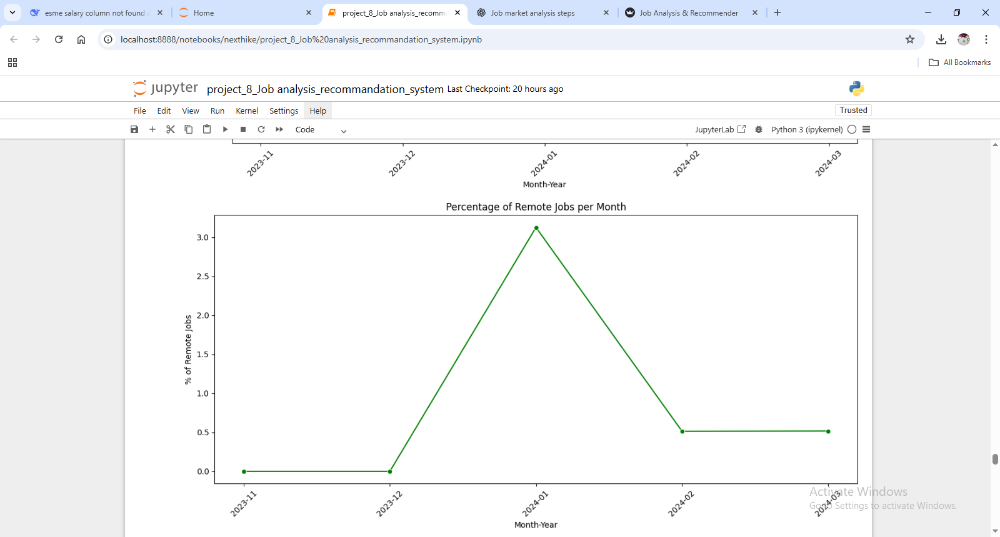 esme salary column not found
Home
project_8_Job analysis_recomm
Job market analysis steps
Job Analysis & Recommender
localhost:8888/notebooks/nexthike/project_8_Job%20analysis_recommandation_system.ipynb
All Bookmarks
jupyter project_8_Job analysis_recommandation_system Last Checkpoint: 20 hours ago
File Edit View Run Kernel Settings Help Trusted
Code JupyterLab Python 3 (ipykernel)
2023-11 2023-12 2024-01 2024-02 2024-03
Month-Year
Percentage of Remote Jobs per Month
3.0
2.5
2.0
1.5
1.0
0.5
0.0
% of Remote Jobs
2023-11 2023-12 2024-01 2024-02 2024-03
Month-Year
Activate Windows
Go to Settings to activate Windows.